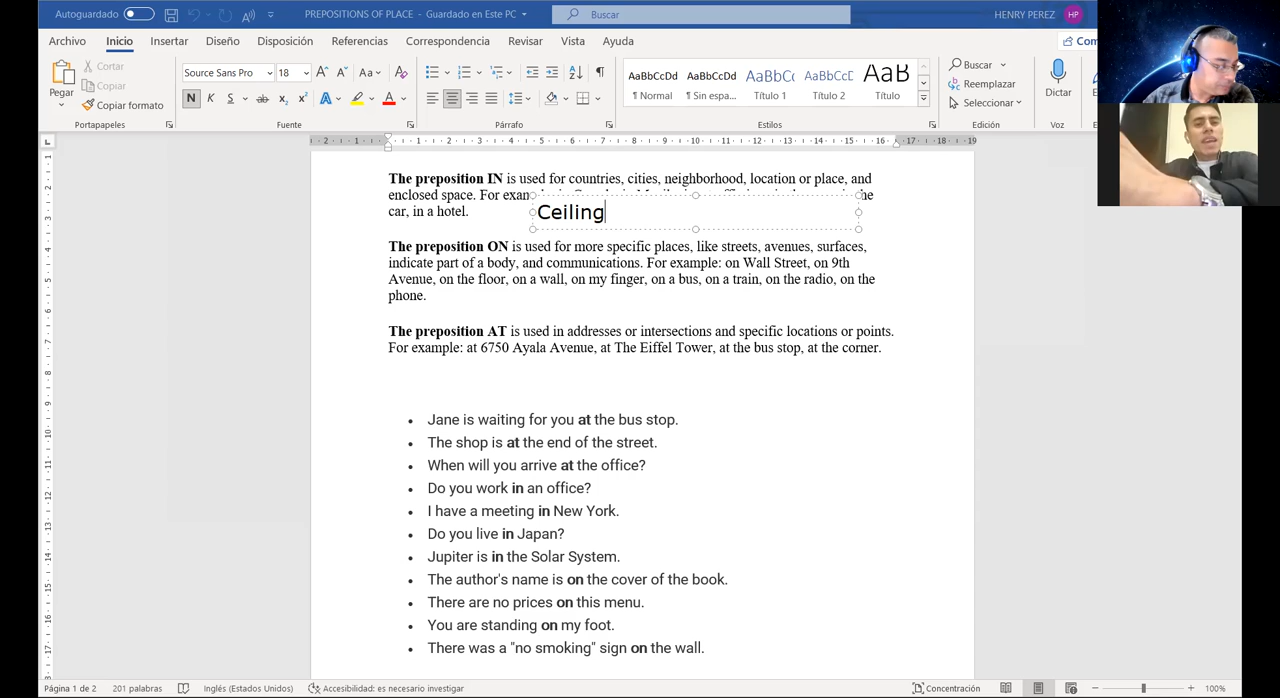 Autoguardado
PREPOSITIONS OF PLACE - Guardado en Este PC
Buscar
HENRY PEREZ
HP
Archivo Inicio Insertar Diseño Disposición Referencias Correspondencia Revisar Vista Ayuda
Pegar
Cortar
Copiar
Copiar formato
Portapapeles
Source Sans Pro 18
N K S
Fuente
Párrafo
AaBbCcDd AaBbCcDd AaBbCc AaBbCcD AaB
¶ Normal ¶ Sin espa... Título 1 Título 2 Título
Estilos
Buscar
Reemplazar
Seleccionar
Edición
Dictar
Voz
The preposition IN is used for countries, cities, neighborhood, location or place, and
enclosed space. For
car, in a hotel.
Ceiling
The preposition ON is used for more specific places, like streets, avenues, surfaces,
indicate part of a body, and communications. For example: on Wall Street, on 9th
Avenue, on the floor, on a wall, on my finger, on a bus, on a train, on the radio, on the
phone.
The preposition AT is used in addresses or intersections and specific locations or points.
For example: at 6750 Ayala Avenue, at The Eiffel Tower, at the bus stop, at the corner.
• Jane is waiting for you at the bus stop.
• The shop is at the end of the street.
• When will you arrive at the office?
• Do you work in an office?
• I have a meeting in New York.
• Do you live in Japan?
• Jupiter is in the Solar System.
• The author's name is on the cover of the book.
• There are no prices on this menu.
• You are standing on my foot.
• There was a "no smoking" sign on the wall.
Página 1 de 2 201 palabras Inglés (Estados Unidos) Accesibilidad: es necesario investigar Concentración 100%